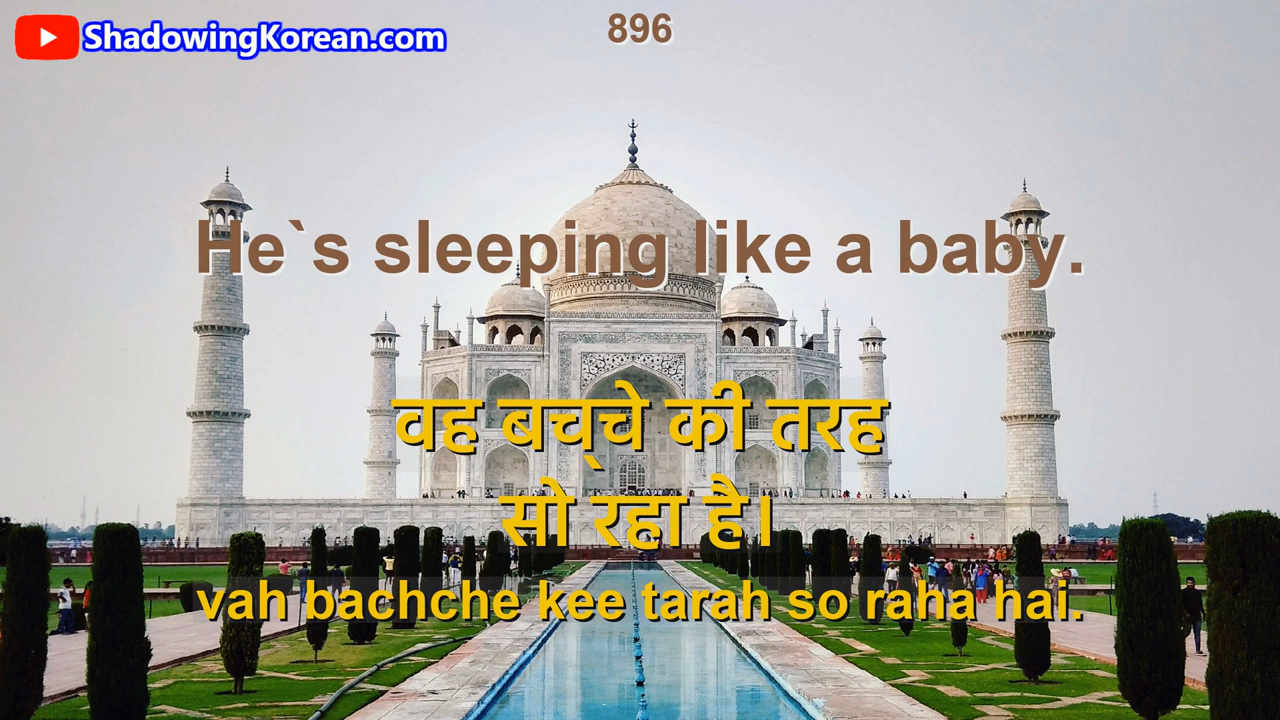 ShadowingKorean.com
896
He`s sleeping like a baby.
वह बच्चे की तरह
सो रहा है।
vah bachche kee tarah so raha hai.